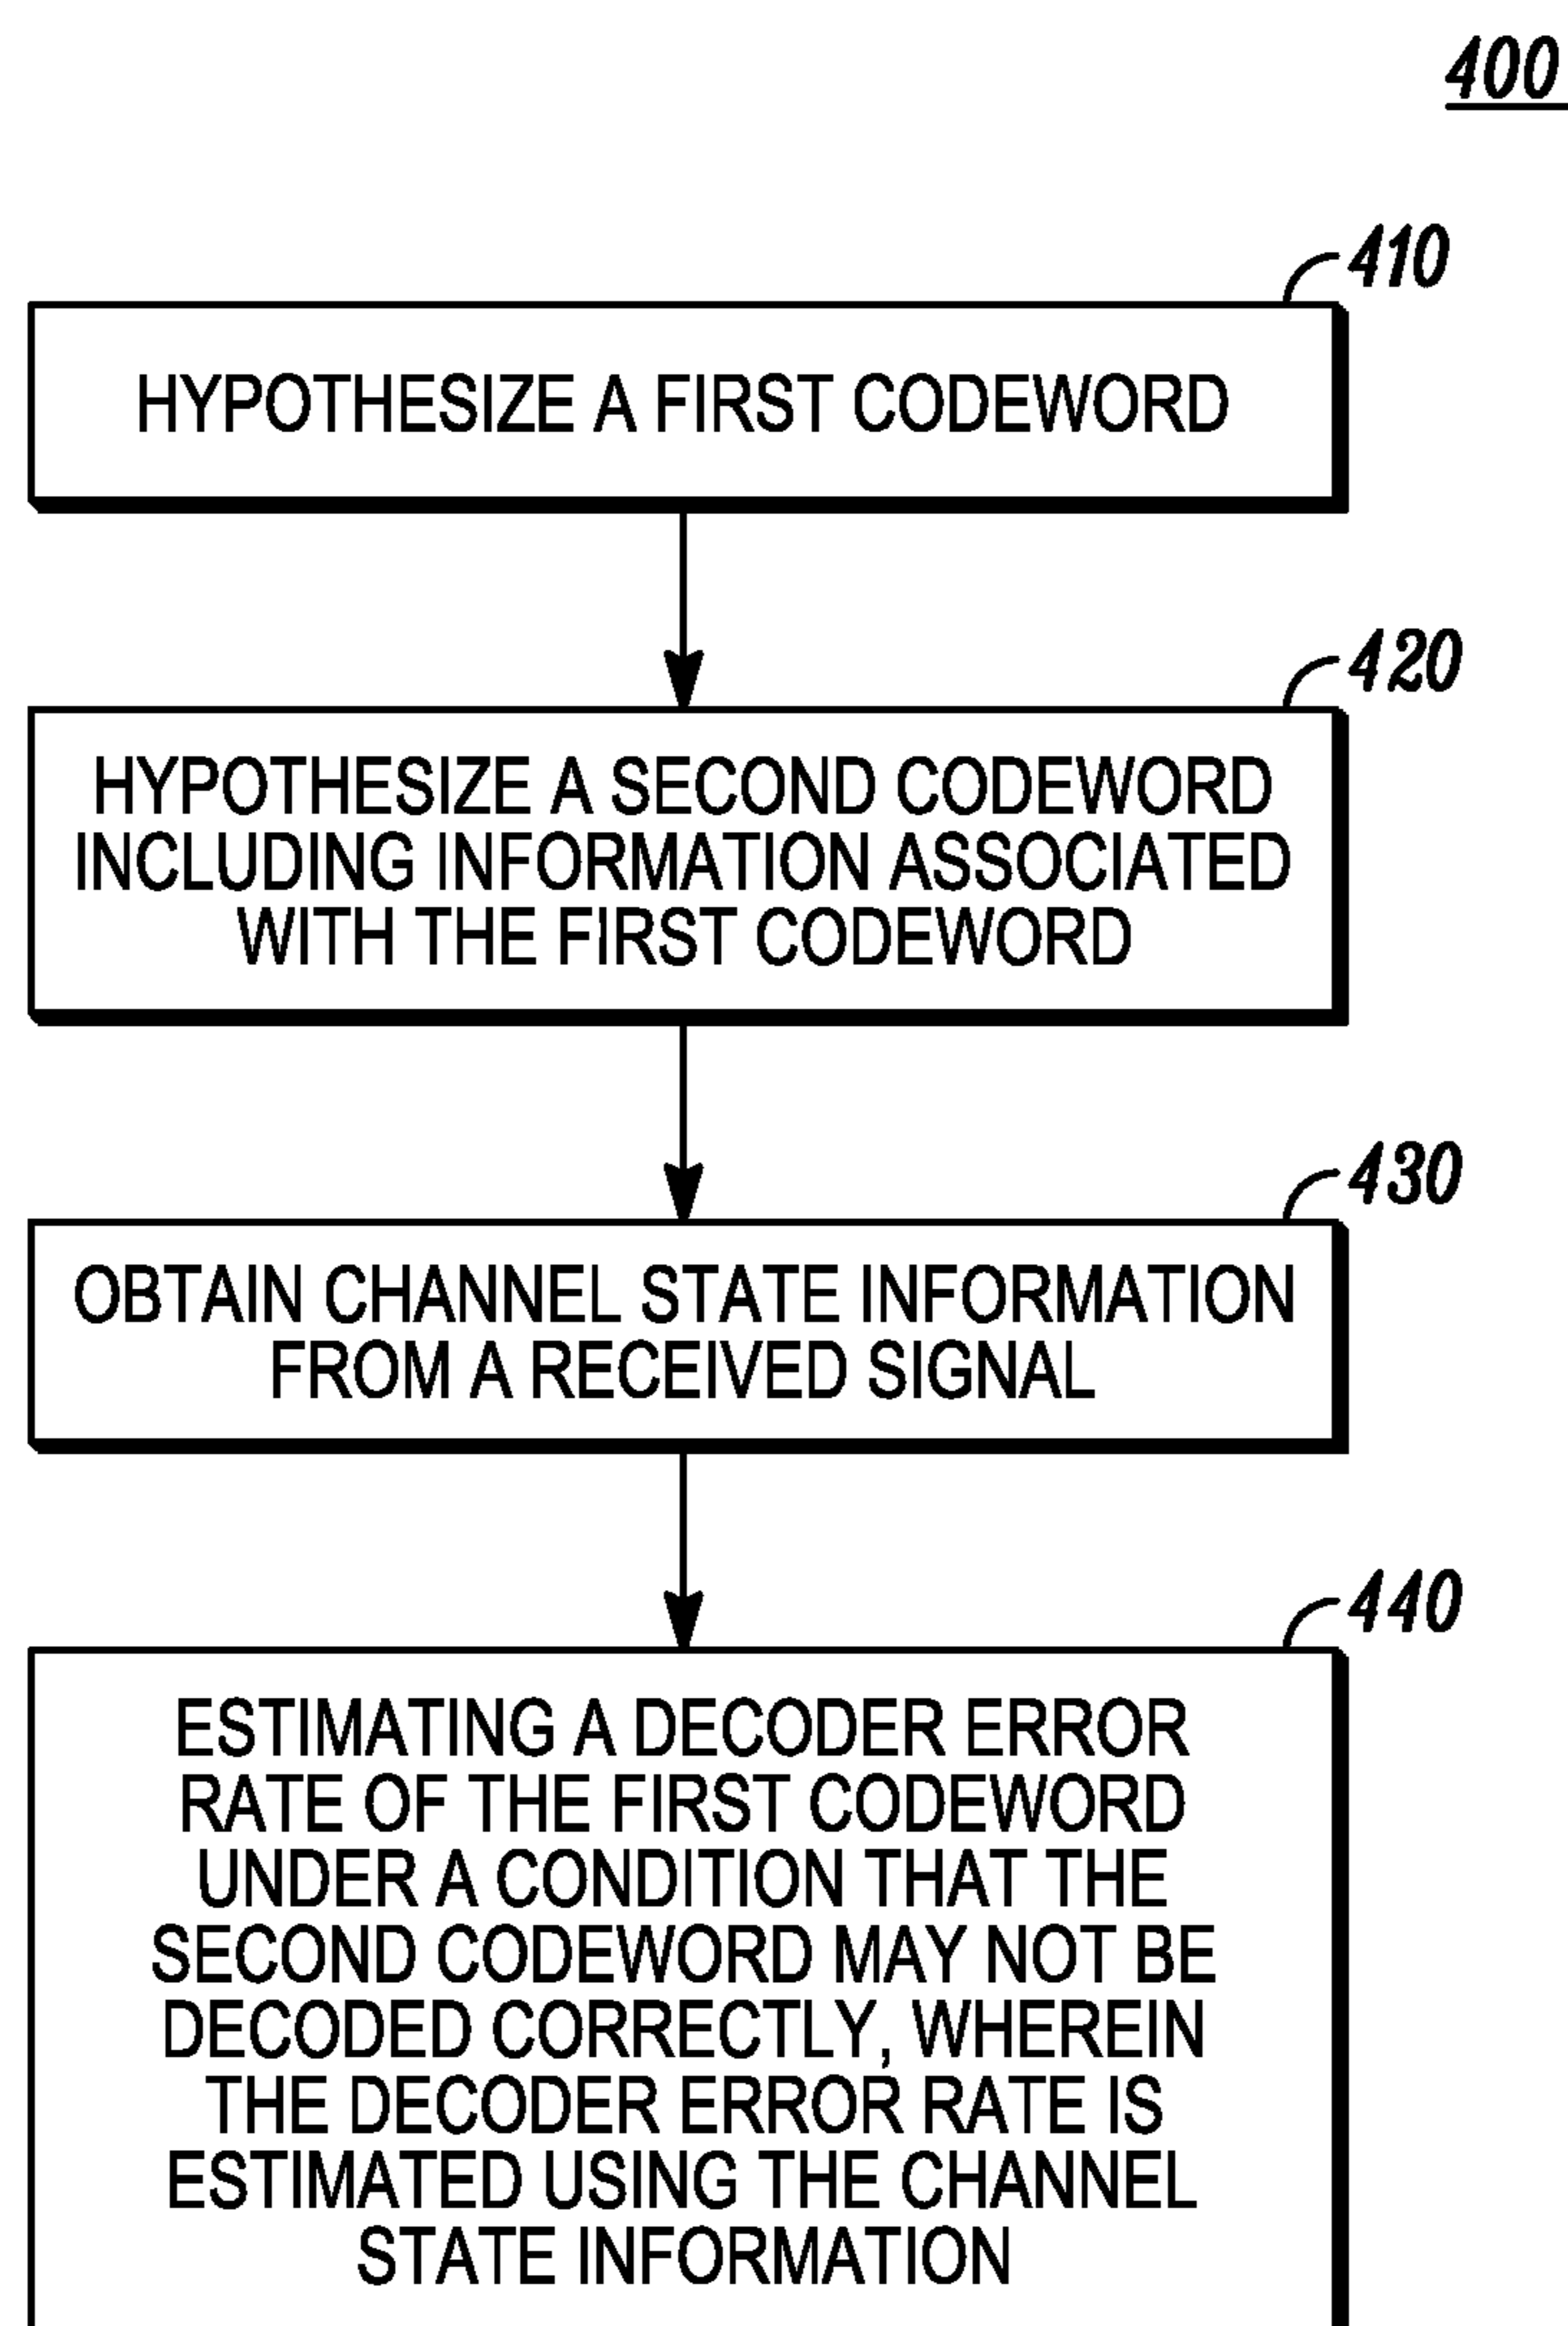 400
410
HYPOTHESIZE A FIRST CODEWORD
420
HYPOTHESIZE A SECOND CODEWORD
INCLUDING INFORMATION ASSOCIATED
WITH THE FIRST CODEWORD
430
OBTAIN CHANNEL STATE INFORMATION
FROM A RECEIVED SIGNAL
440
ESTIMATING A DECODER ERROR
RATE OF THE FIRST CODEWORD
UNDER A CONDITION THAT THE
SECOND CODEWORD MAY NOT BE
DECODED CORRECTLY, WHEREIN
THE DECODER ERROR RATE IS
ESTIMATED USING THE CHANNEL
STATE INFORMATION